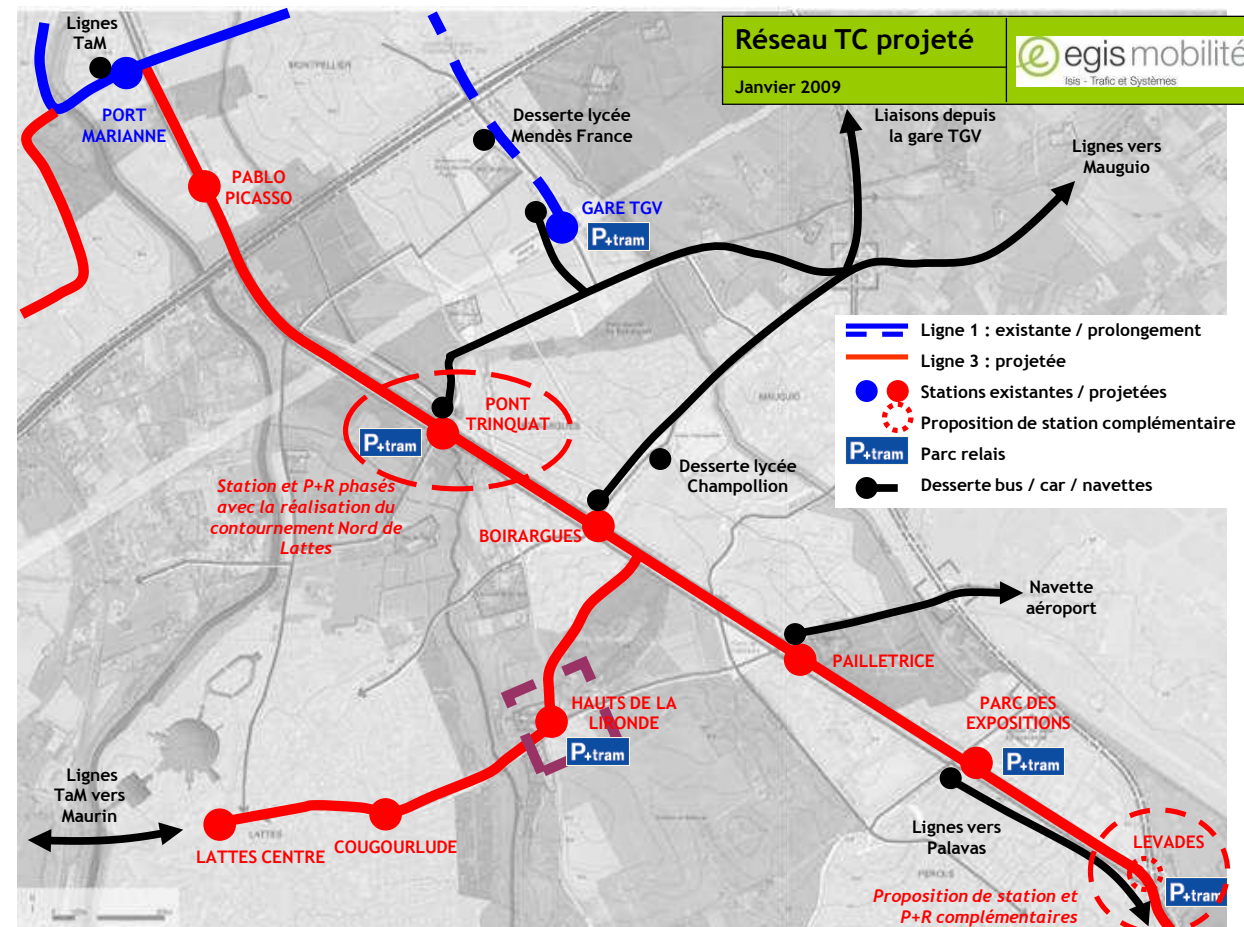 Réseau TC projeté
Janvier 2009
egis mobilité
Isis - Trafic et Systèmes
Lignes
TaM
MONTPELLIER
PORT
MARIANNE
Desserte lycée
Mendès France
Liaisons depuis
la gare TGV
Lignes vers
Mauguio
PABLO
PICASSO
GARE TGV
P+tram
Ligne 1 : existante / prolongement
Ligne 3 : projetée
Stations existantes / projetées
Proposition de station complémentaire
P+tram Parc relais
Desserte bus / car / navettes
MAUGUIO
PONT
TRINQUAT
P+tram
Desserte lycée
Champollion
Station et P+R phasés
avec la réalisation du
contournement Nord de
Lattes
BOIRARGUES
Navette
aéroport
PAILLETRICE
HAUTS DE LA
LIRONDE
P+tram
PARC DES
EXPOSITIONS
P+tram
Lignes
TaM vers
Maurin
LATTES
LATTES CENTRE
COUGOURLUDE
Lignes vers
Palavas
LEVADES
PEROLS
P+tram
Proposition de station et
P+R complémentaires